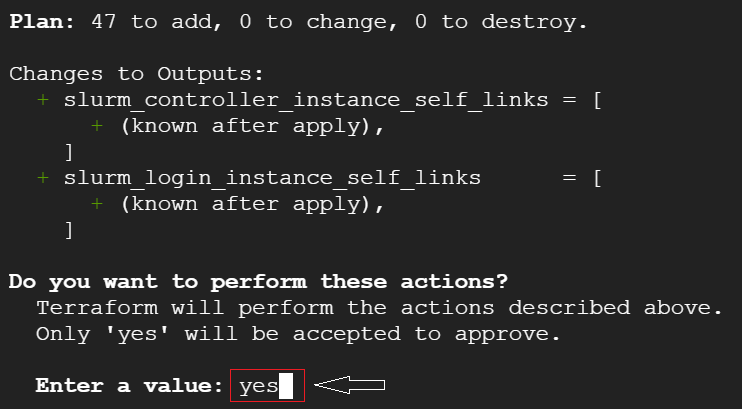 Plan: 47 to add, 0 to change, 0 to destroy.
Changes to Outputs:
+ slurm_controller_instance_self_links = [
+ (known after apply),
]
+ slurm_login_instance_self_links = [
+ (known after apply),
]
Do you want to perform these actions?
Terraform will perform the actions described above.
Only 'yes' will be accepted to approve.
Enter a value: yes